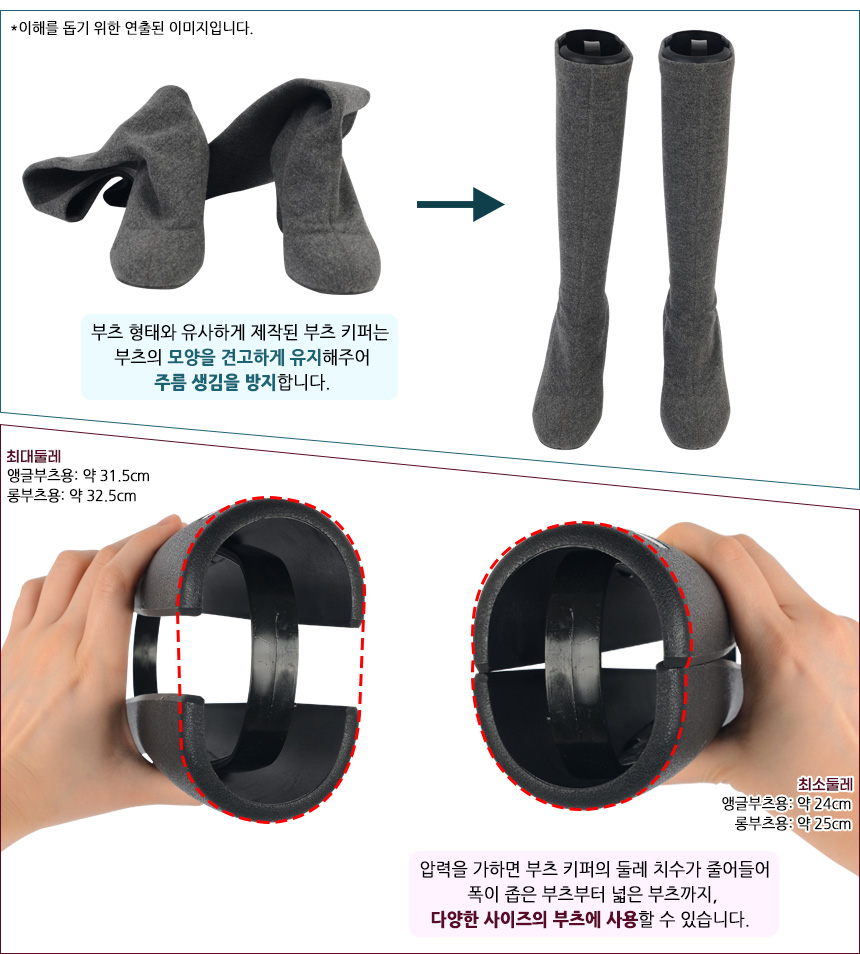 *이해를 돕기 위한 연출된 이미지입니다.
부츠 형태와 유사하게 제작된 부츠 키퍼는
부츠의 모양을 견고하게 유지해주어
주름 생김을 방지합니다.
최대둘레
앵글부츠용: 약 31.5cm
롱부츠용: 약 32.5cm
최소둘레
앵글부츠용: 약 24cm
롱부츠용: 약 25cm
압력을 가하면 부츠 키퍼의 둘레 치수가 줄어들어
폭이 좁은 부츠부터 넓은 부츠까지,
다양한 사이즈의 부츠에 사용할 수 있습니다.